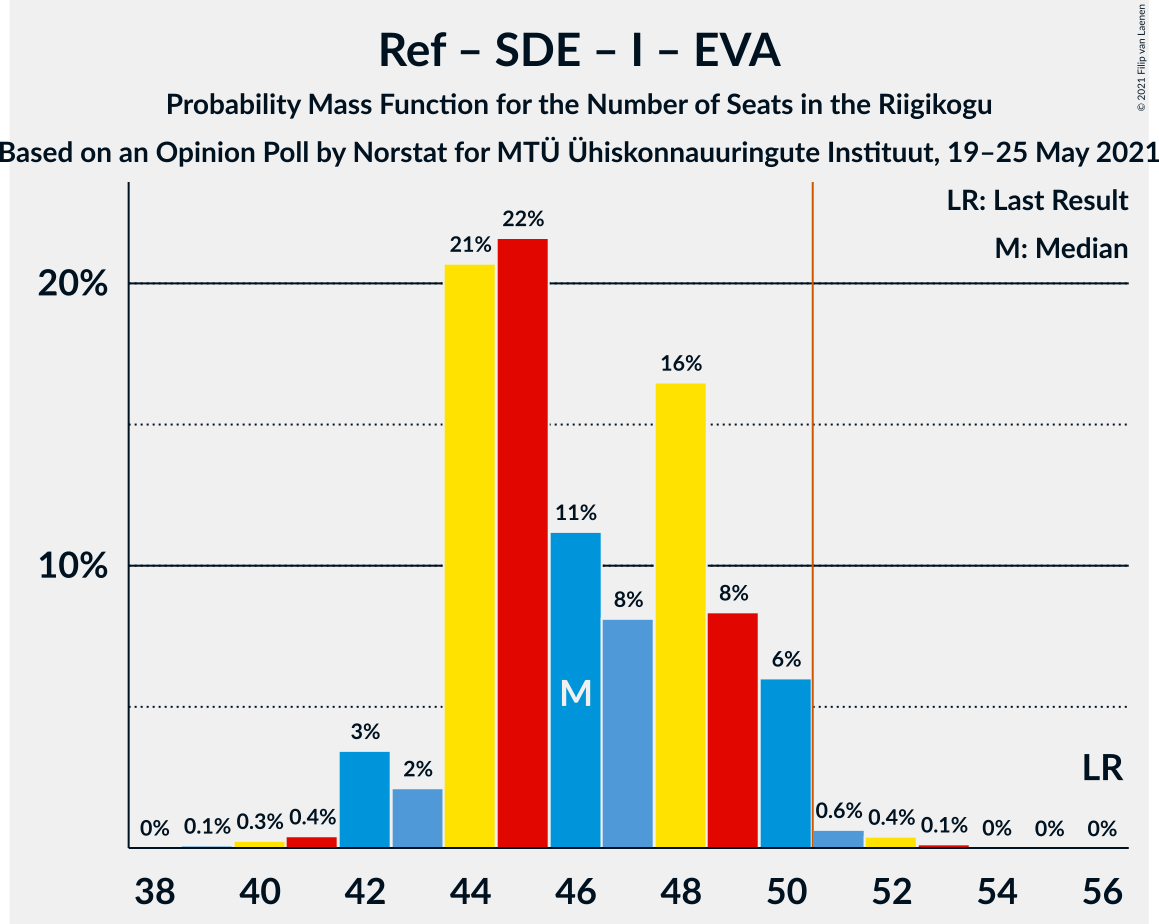 Ref – SDE – I – EVA
Probability Mass Function for the Number of Seats in the Riigikogu
Based on an Opinion Poll by Norstat for MTÜ Ühiskonnauuringute Instituut, 19–25 May 2021
© 2021 Filip van Laenen
LR: Last Result
M: Median
20%
10%
0%
0.1%
0.3%
0.4%
3%
2%
21%
22%
11%
8%
16%
8%
6%
0.6%
0.4%
0.1%
0%
0%
0%
M
LR
38 40 42 44 46 48 50 52 54 56